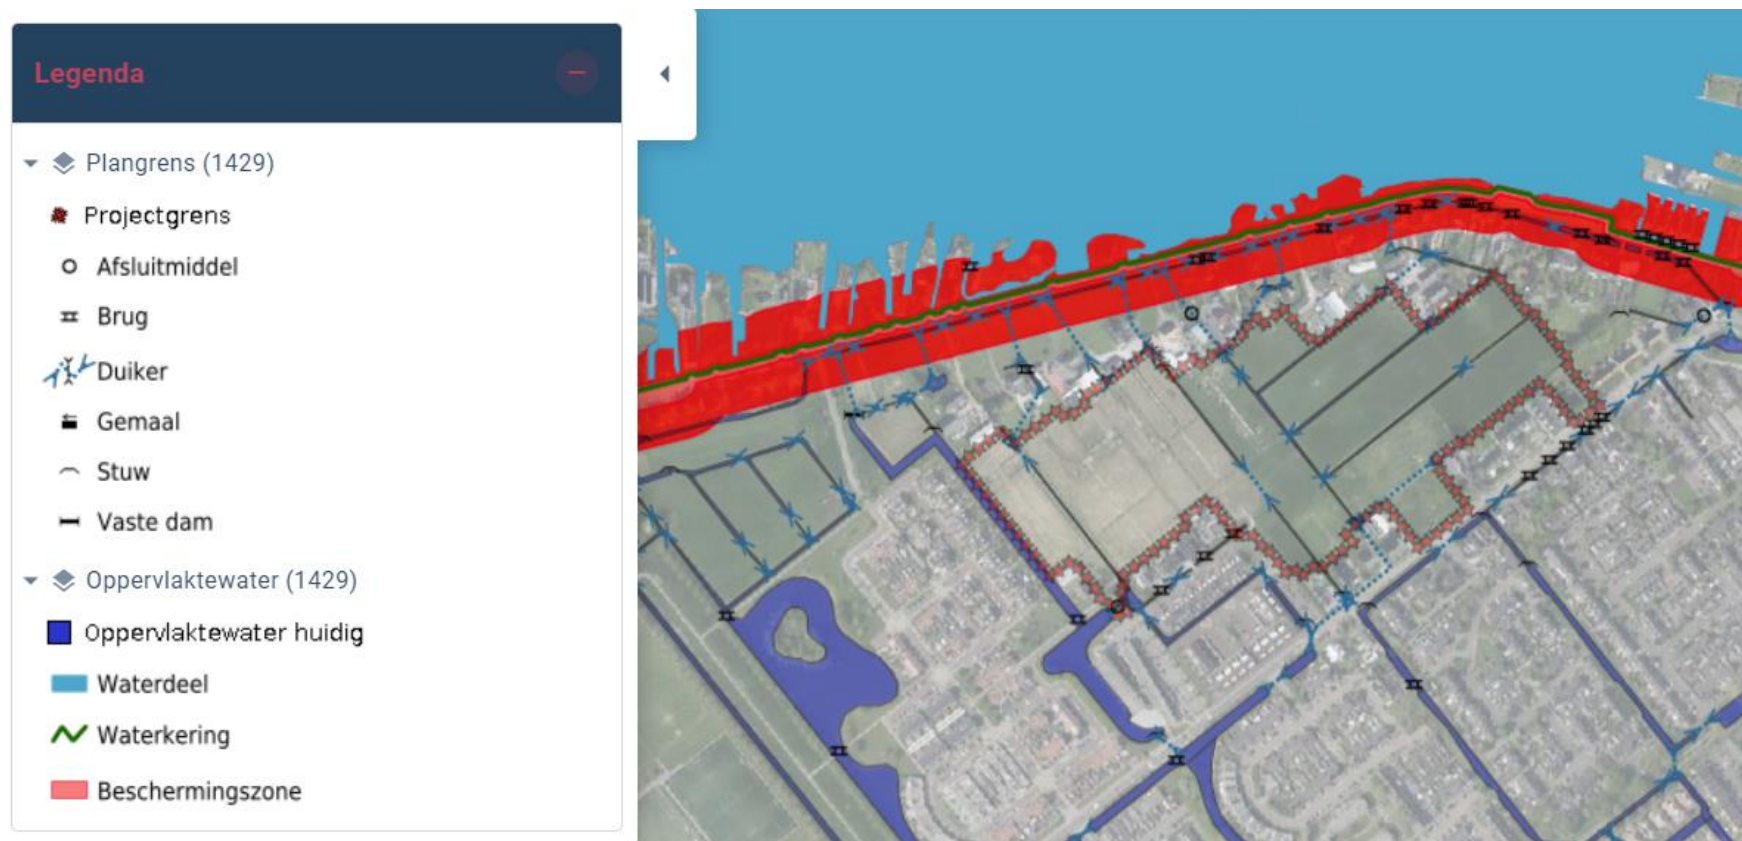 Legenda
Plangrens (1429)
Projectgrens
Afsluitmiddel
Brug
Duiker
Gemaal
Stuw
Vaste dam
Oppervlaktewater (1429)
Oppervlaktewater huidig
Waterdeel
Waterkering
Beschermingszone